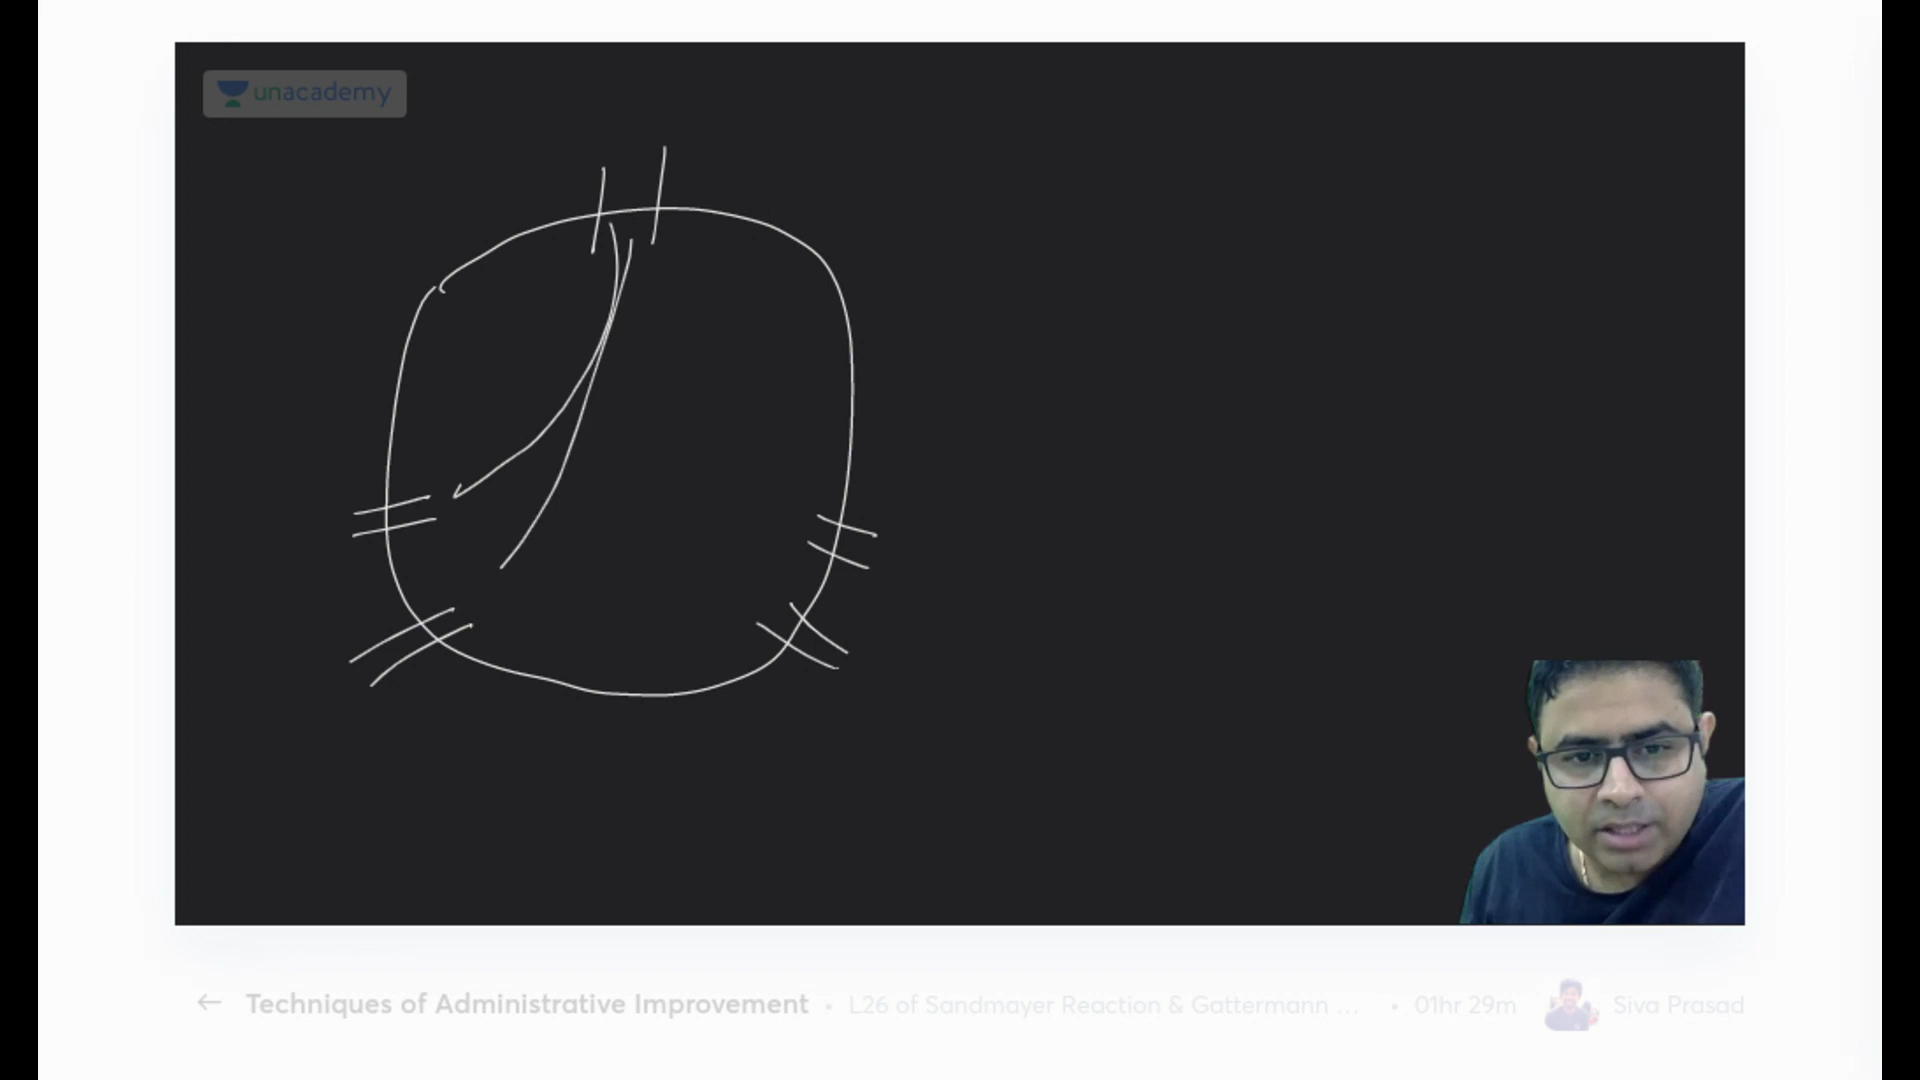 unacademy
← Techniques of Administrative Improvement • L26 of Sandmayer Reaction & Gattermann ... • 01hr 29m Siva Prasad